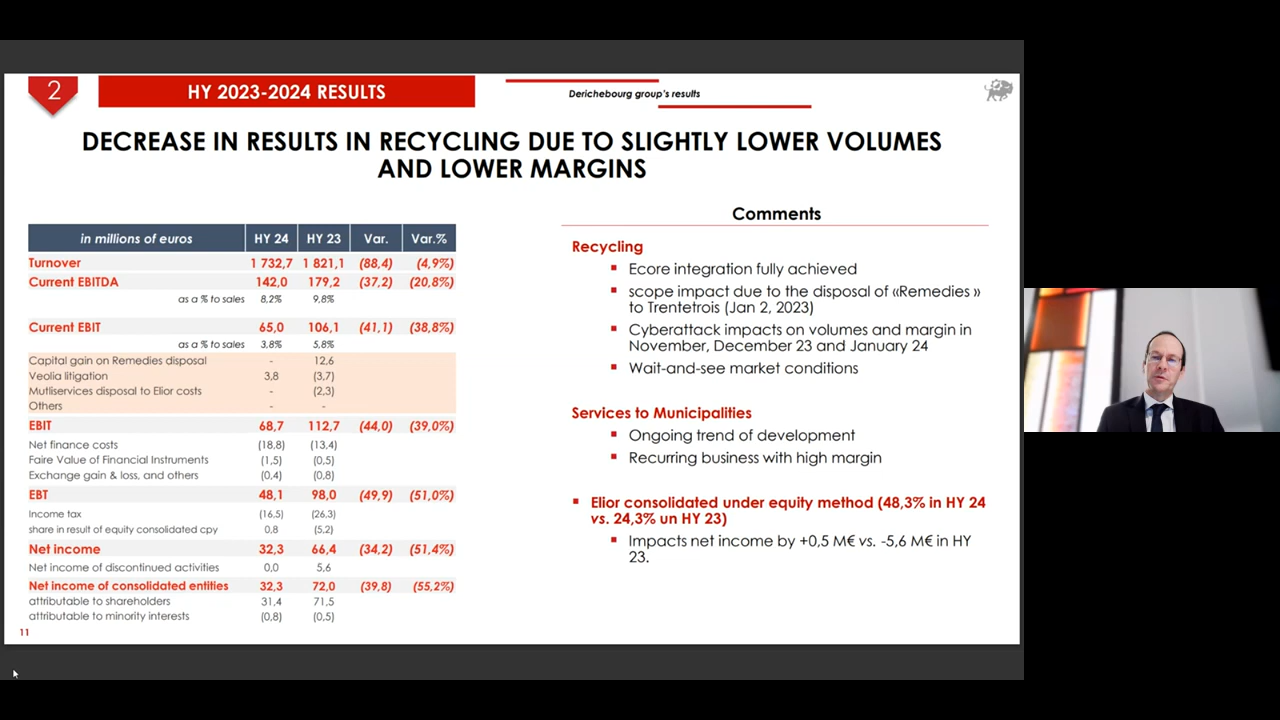 2
HY 2023-2024 RESULTS
Derichebourg group's results
DECREASE IN RESULTS IN RECYCLING DUE TO SLIGHTLY LOWER VOLUMES
AND LOWER MARGINS
in millions of euros HY 24 HY 23 Var. Var.%
Turnover 1 732,7 1 821,1 (88,4) (4,9%)
Current EBITDA 142,0 179,2 (37,2) (20,8%)
as a % to sales 8,2% 9,8%
Current EBIT 65,0 106,1 (41,1) (38,8%)
as a % to sales 3,8% 5,8%
Capital gain on Remedies disposal - 12,6
Veolia litigation 3,8 (3,7)
Mutliservices disposal to Elior costs - (2,3)
Others - -
EBIT 68,7 112,7 (44,0) (39,0%)
Net finance costs (18,8) (13,4)
Faire Value of Financial Instruments (1,5) (0,5)
Exchange gain & loss, and others (0,4) (0,8)
EBT 48,1 98,0 (49,9) (51,0%)
Income tax (16,5) (26,3)
share in result of equity consolidated cpy 0,8 (5,2)
Net income 32,3 66,4 (34,2) (51,4%)
Net income of discontinued activities 0,0 5,6
Net income of consolidated entities 32,3 72,0 (39,8) (55,2%)
attributable to shareholders 31,4 71,5
attributable to minority interests (0,8) (0,5)
11
Comments
Recycling
▪ Ecore integration fully achieved
▪ scope impact due to the disposal of «Remedies »
to Trentetrois (Jan 2, 2023)
▪ Cyberattack impacts on volumes and margin in
November, December 23 and January 24
▪ Wait-and-see market conditions
Services to Municipalities
▪ Ongoing trend of development
▪ Recurring business with high margin
▪ Elior consolidated under equity method (48,3% in HY 24
vs. 24,3% un HY 23)
▪ Impacts net income by +0,5 M€ vs. -5,6 M€ in HY
23.